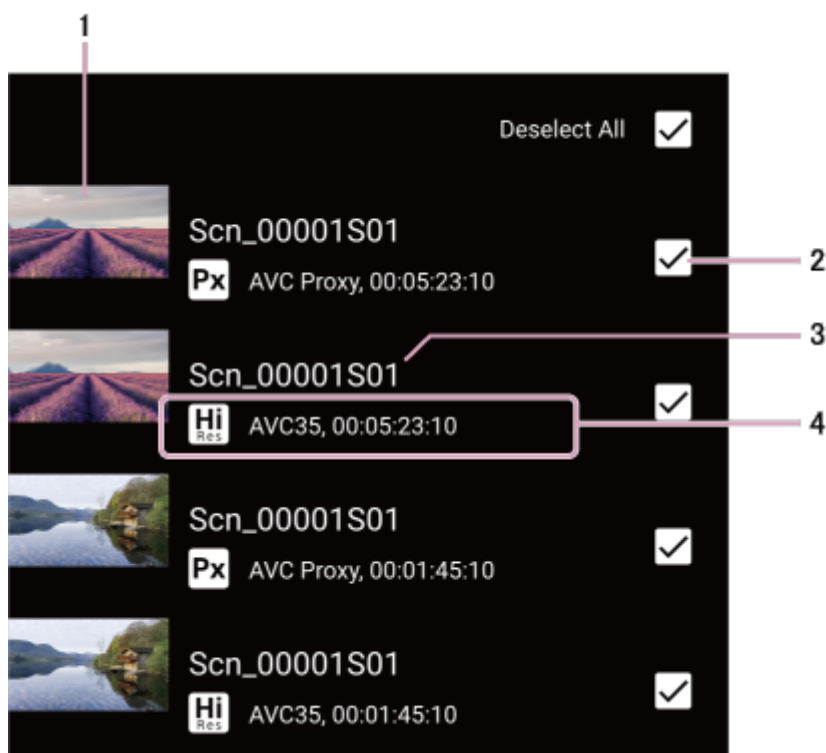 1
Deselect All
Scn_00001S01
Px AVC Proxy, 00:05:23:10
2
3
Scn_00001S01
Hi Res AVC35, 00:05:23:10
4
Scn_00001S01
Px AVC Proxy, 00:01:45:10
Scn_00001S01
Hi Res AVC35, 00:01:45:10